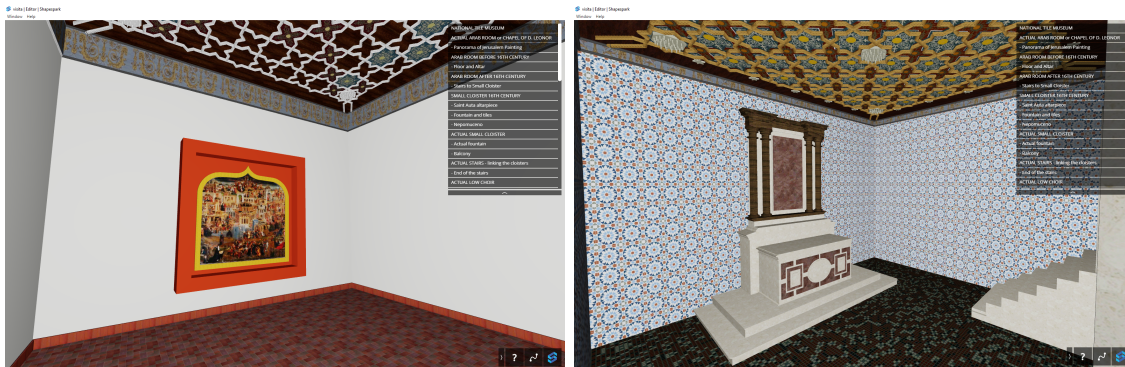 visita | Editor | Shapespark
Window Help
NATIONAL TILE MUSEUM
ACTUAL ARAB ROOM or CHAPEL OF D. LEONOR
- Panorama of Jerusalem Painting
ARAB ROOM BEFORE 16TH CENTURY
- Floor and Altar
ARAB ROOM AFTER 16TH CENTURY
- Stairs to Small Cloister
SMALL CLOISTER 16TH CENTURY
- Saint Auta altarpiece
- Fountain and tiles
- Nepomuceno
ACTUAL SMALL CLOISTER
- Actual fountain
- Balcony
ACTUAL STAIRS - linking the cloisters
- End of the stairs
ACTUAL LOW CHOIR
?
visita | Editor | Shapespark
Window Help
NATIONAL TILE MUSEUM
ACTUAL ARAB ROOM or CHAPEL OF D. LEONOR
- Panorama of Jerusalem Painting
ARAB ROOM BEFORE 16TH CENTURY
- Floor and Altar
ARAB ROOM AFTER 16TH CENTURY
- Stairs to Small Cloister
SMALL CLOISTER 16TH CENTURY
- Saint Auta altarpiece
- Fountain and tiles
- Nepomuceno
ACTUAL SMALL CLOISTER
- Actual fountain
- Balcony
ACTUAL STAIRS - linking the cloisters
- End of the stairs
ACTUAL LOW CHOIR
?